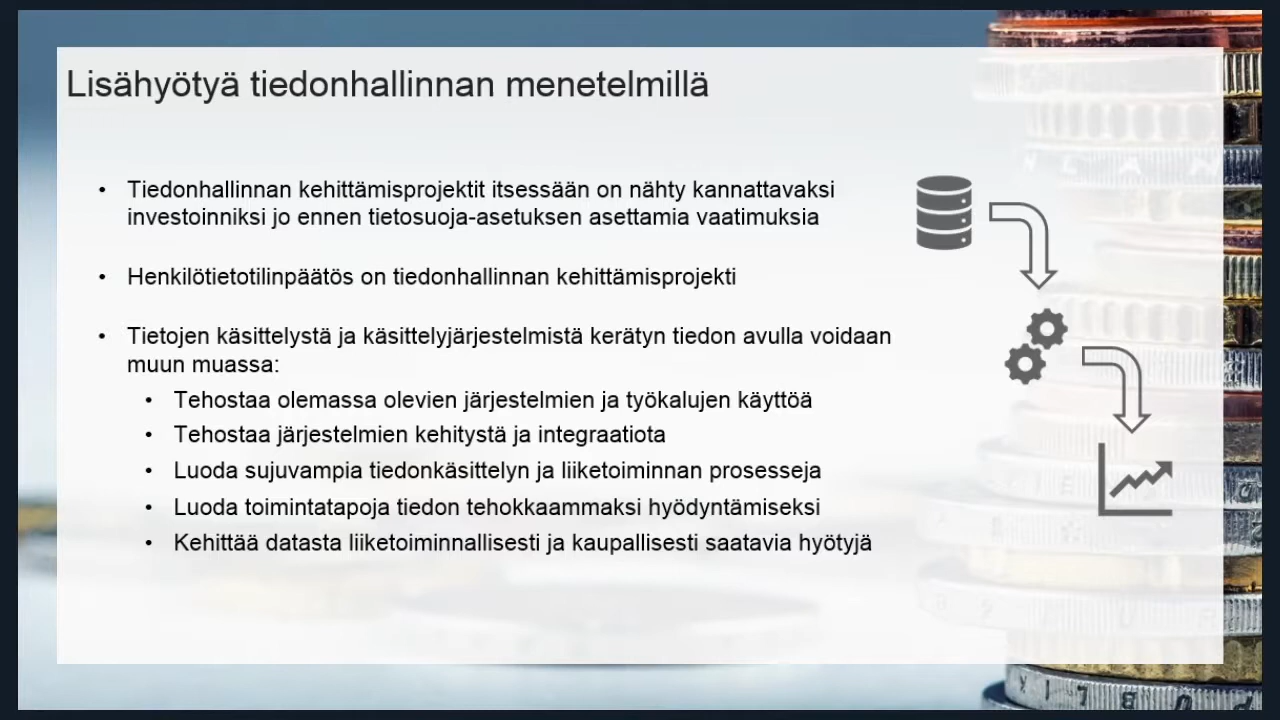 Lisähyötyä tiedonhallinnan menetelmillä
• Tiedonhallinnan kehittämisprojektit itsessään on nähty kannattavaksi
investoinniksi jo ennen tietosuoja-asetuksen asettamia vaatimuksia
• Henkilötietotilinpäätös on tiedonhallinnan kehittämisprojekti
• Tietojen käsittelystä ja käsittelyjärjestelmistä kerätyn tiedon avulla voidaan
muun muassa:
• Tehostaa olemassa olevien järjestelmien ja työkalujen käyttöä
• Tehostaa järjestelmien kehitystä ja integraatiota
• Luoda sujuvampia tiedonkäsittelyn ja liiketoiminnan prosesseja
• Luoda toimintatapoja tiedon tehokkaammaksi hyödyntämiseksi
• Kehittää datasta liiketoiminnallisesti ja kaupallisesti saatavia hyötyjä